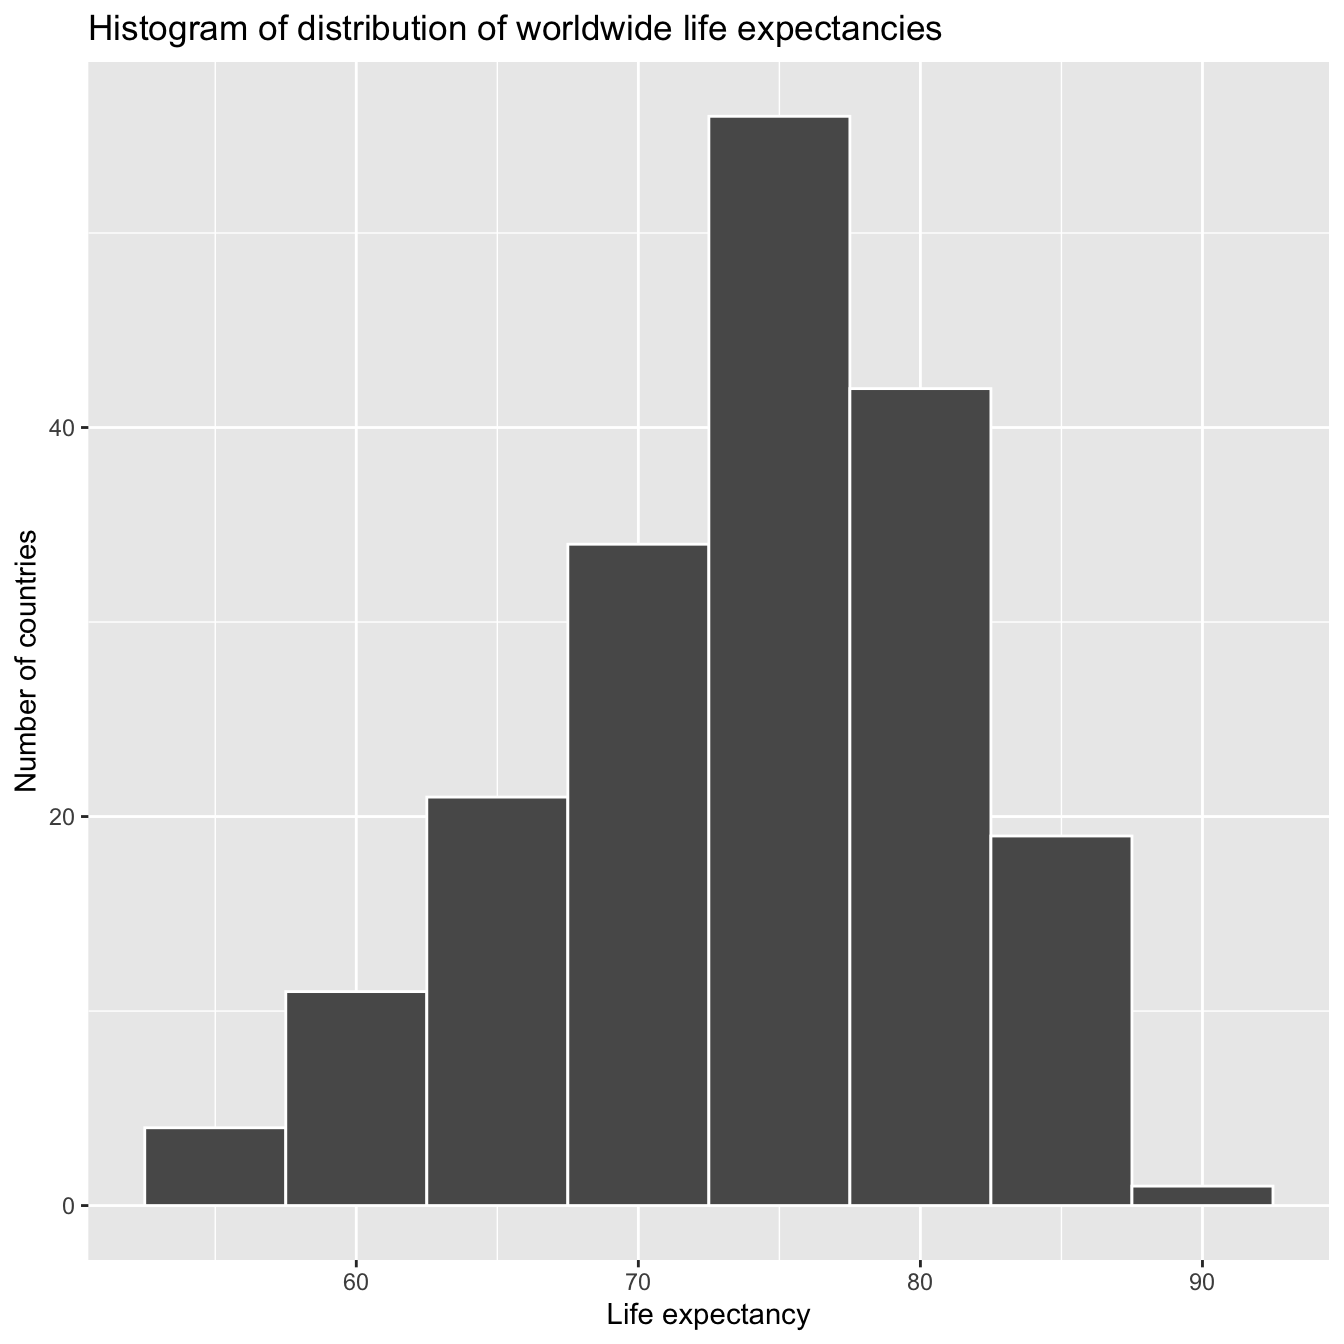 Histogram of distribution of worldwide life expectancies
Number of countries
40
20
0
60 70 80 90
Life expectancy